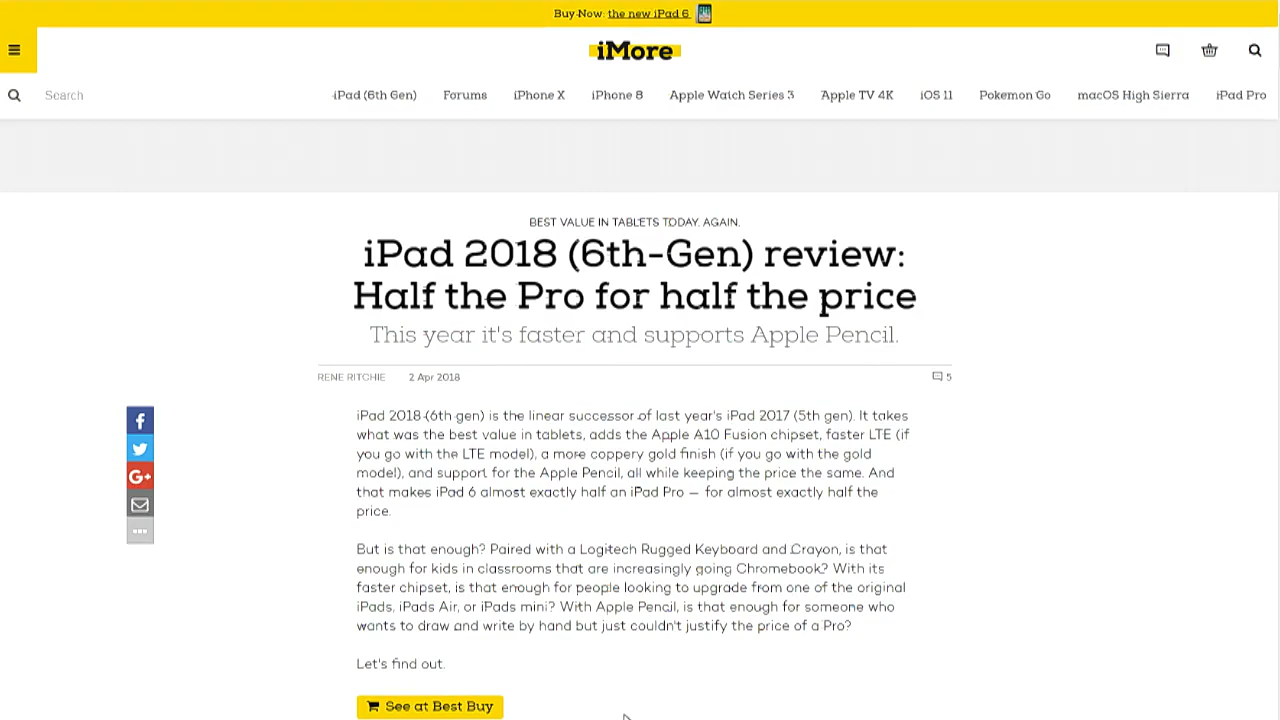 Buy Now: the new iPad 6
iMore
Search
iPad (6th Gen) Forums iPhone X iPhone 8 Apple Watch Series 3 Apple TV 4K iOS 11 Pokemon Go macOS High Sierra iPad Pro
BEST VALUE IN TABLETS TODAY. AGAIN.
iPad 2018 (6th-Gen) review:
Half the Pro for half the price
This year it's faster and supports Apple Pencil.
RENE RITCHIE 2 Apr 2018 5
iPad 2018 (6th gen) is the linear successor of last year's iPad 2017 (5th gen). It takes
what was the best value in tablets, adds the Apple A10 Fusion chipset, faster LTE (if
you go with the LTE model), a more coppery gold finish (if you go with the gold
model), and support for the Apple Pencil, all while keeping the price the same. And
that makes iPad 6 almost exactly half an iPad Pro — for almost exactly half the
price.
But is that enough? Paired with a Logitech Rugged Keyboard and Crayon, is that
enough for kids in classrooms that are increasingly going Chromebook? With its
faster chipset, is that enough for people looking to upgrade from one of the original
iPads, iPads Air, or iPads mini? With Apple Pencil, is that enough for someone who
wants to draw and write by hand but just couldn't justify the price of a Pro?
Let's find out.
See at Best Buy